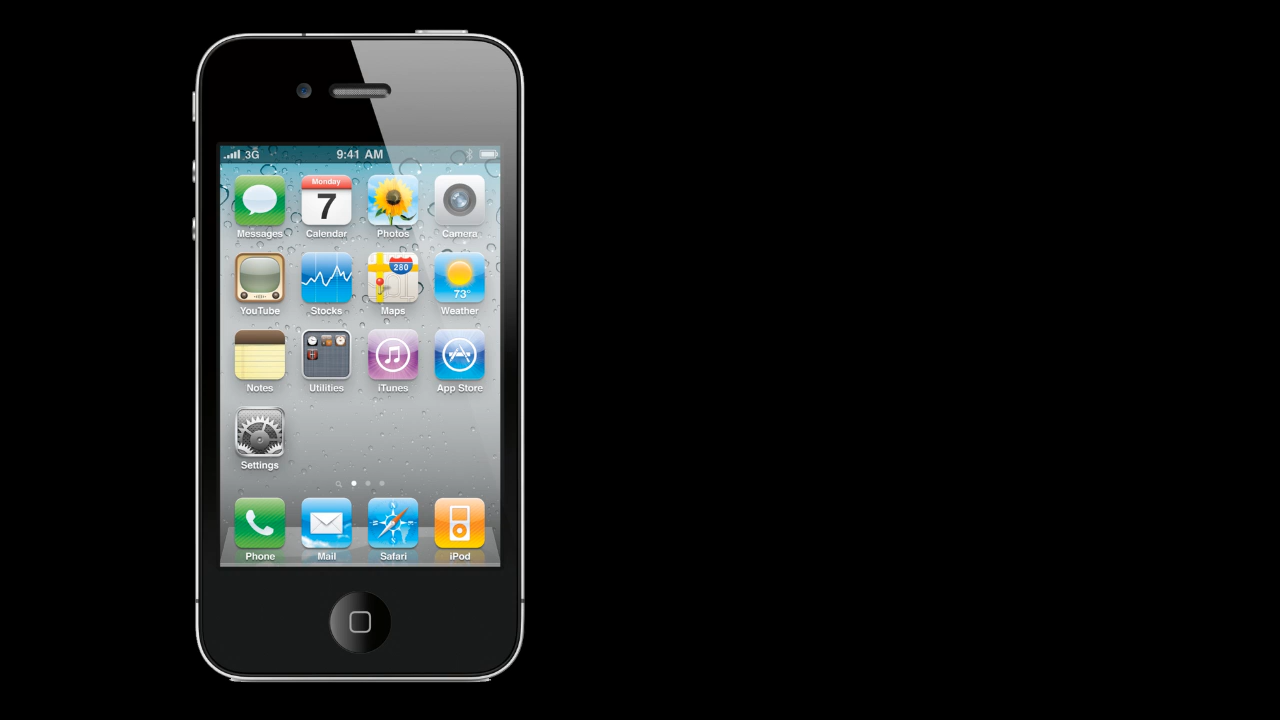 3G 9:41 AM
Monday
7
Messages Calendar Photos Camera
280
73°
YouTube Stocks Maps Weather
Notes Utilities iTunes App Store
Settings
N
Phone Mail Safari iPod